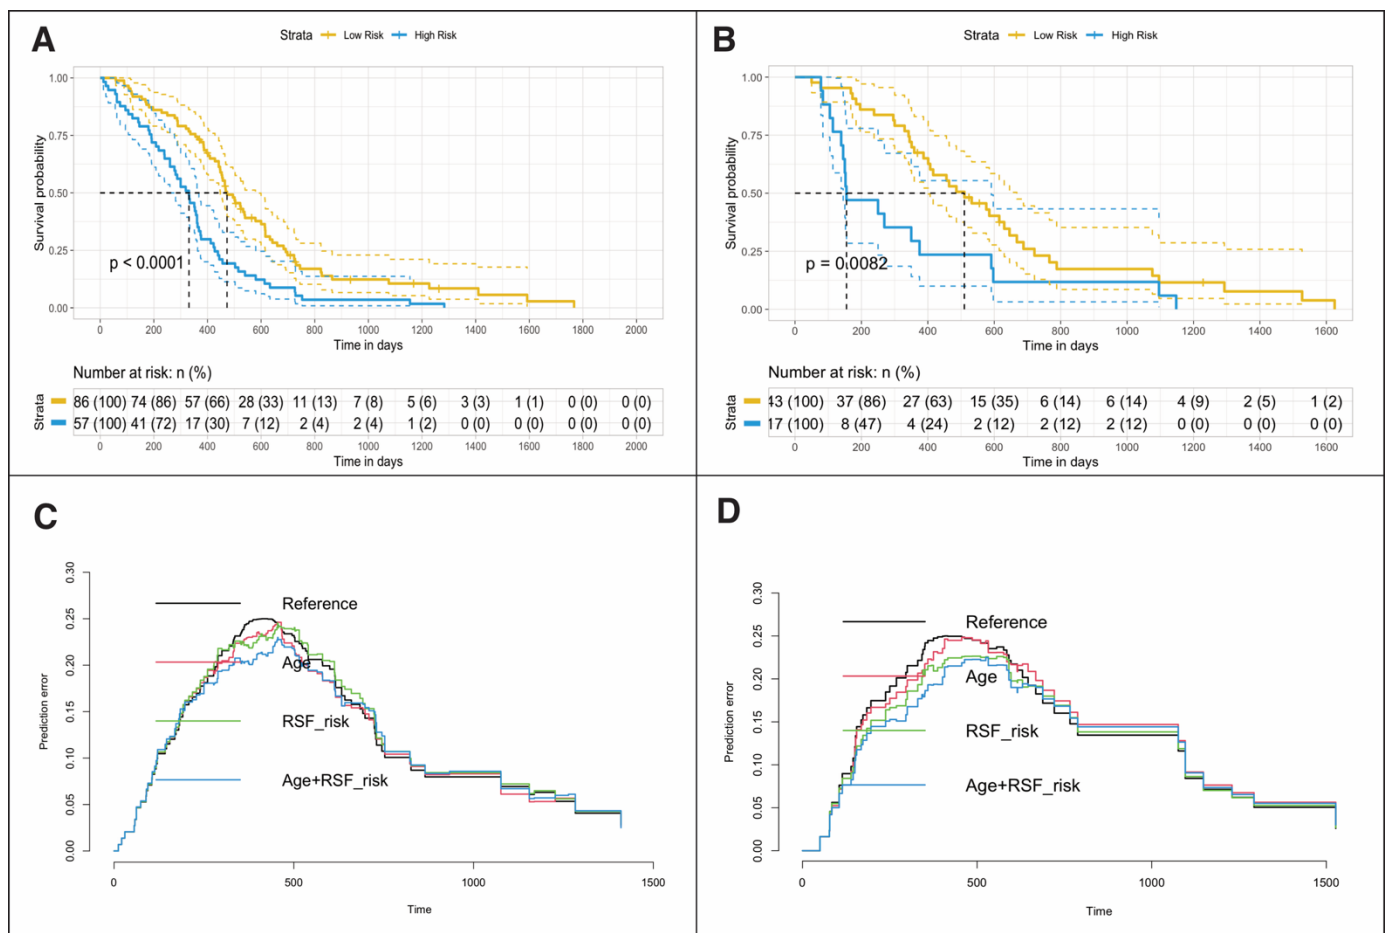 A
Strata Low Risk High Risk
1.00
0.75
0.50
0.25
0.00
Survival probability
p < 0.0001
0 200 400 600 800 1000 1200 1400 1600 1800 2000
Time in days
Number at risk: n (%)
Strata
86 (100) 74 (86) 57 (66) 28 (33) 11 (13) 7 (8) 5 (6) 3 (3) 1 (1) 0 (0) 0 (0)
57 (100) 41 (72) 17 (30) 7 (12) 2 (4) 2 (4) 1 (2) 0 (0) 0 (0) 0 (0) 0 (0)
0 200 400 600 800 1000 1200 1400 1600 1800 2000
Time in days
B
Strata Low Risk High Risk
1.00
0.75
0.50
0.25
0.00
Survival probability
p = 0.0082
0 200 400 600 800 1000 1200 1400 1600
Time in days
Number at risk: n (%)
Strata
43 (100) 37 (86) 27 (63) 15 (35) 6 (14) 6 (14) 4 (9) 2 (5) 1 (2)
17 (100) 8 (47) 4 (24) 2 (12) 2 (12) 2 (12) 0 (0) 0 (0) 0 (0)
0 200 400 600 800 1000 1200 1400 1600
Time in days
C
0.30
0.25
0.20
0.15
0.10
0.05
0.00
Prediction error
Reference
Age
RSF_risk
Age+RSF_risk
0 500 1000 1500
Time
D
0.30
0.25
0.20
0.15
0.10
0.05
0.00
Prediction error
Reference
Age
RSF_risk
Age+RSF_risk
0 500 1000 1500
Time